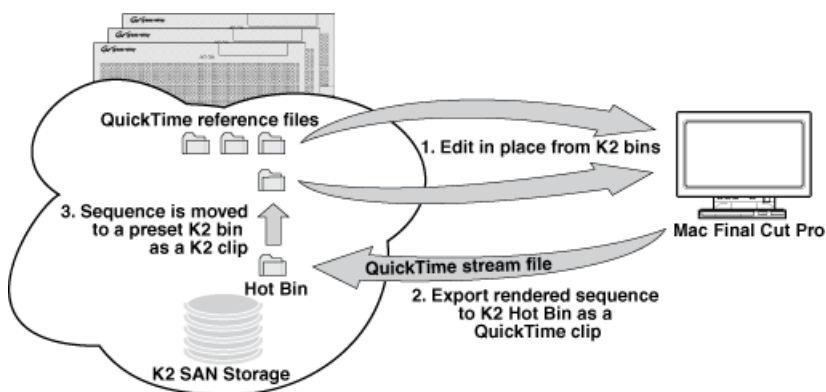 QuickTime reference files
1. Edit in place from K2 bins
3. Sequence is moved
to a preset K2 bin
as a K2 clip
Mac Final Cut Pro
QuickTime stream file
Hot Bin
2. Export rendered sequence
to K2 Hot Bin as a
QuickTime clip
K2 SAN Storage